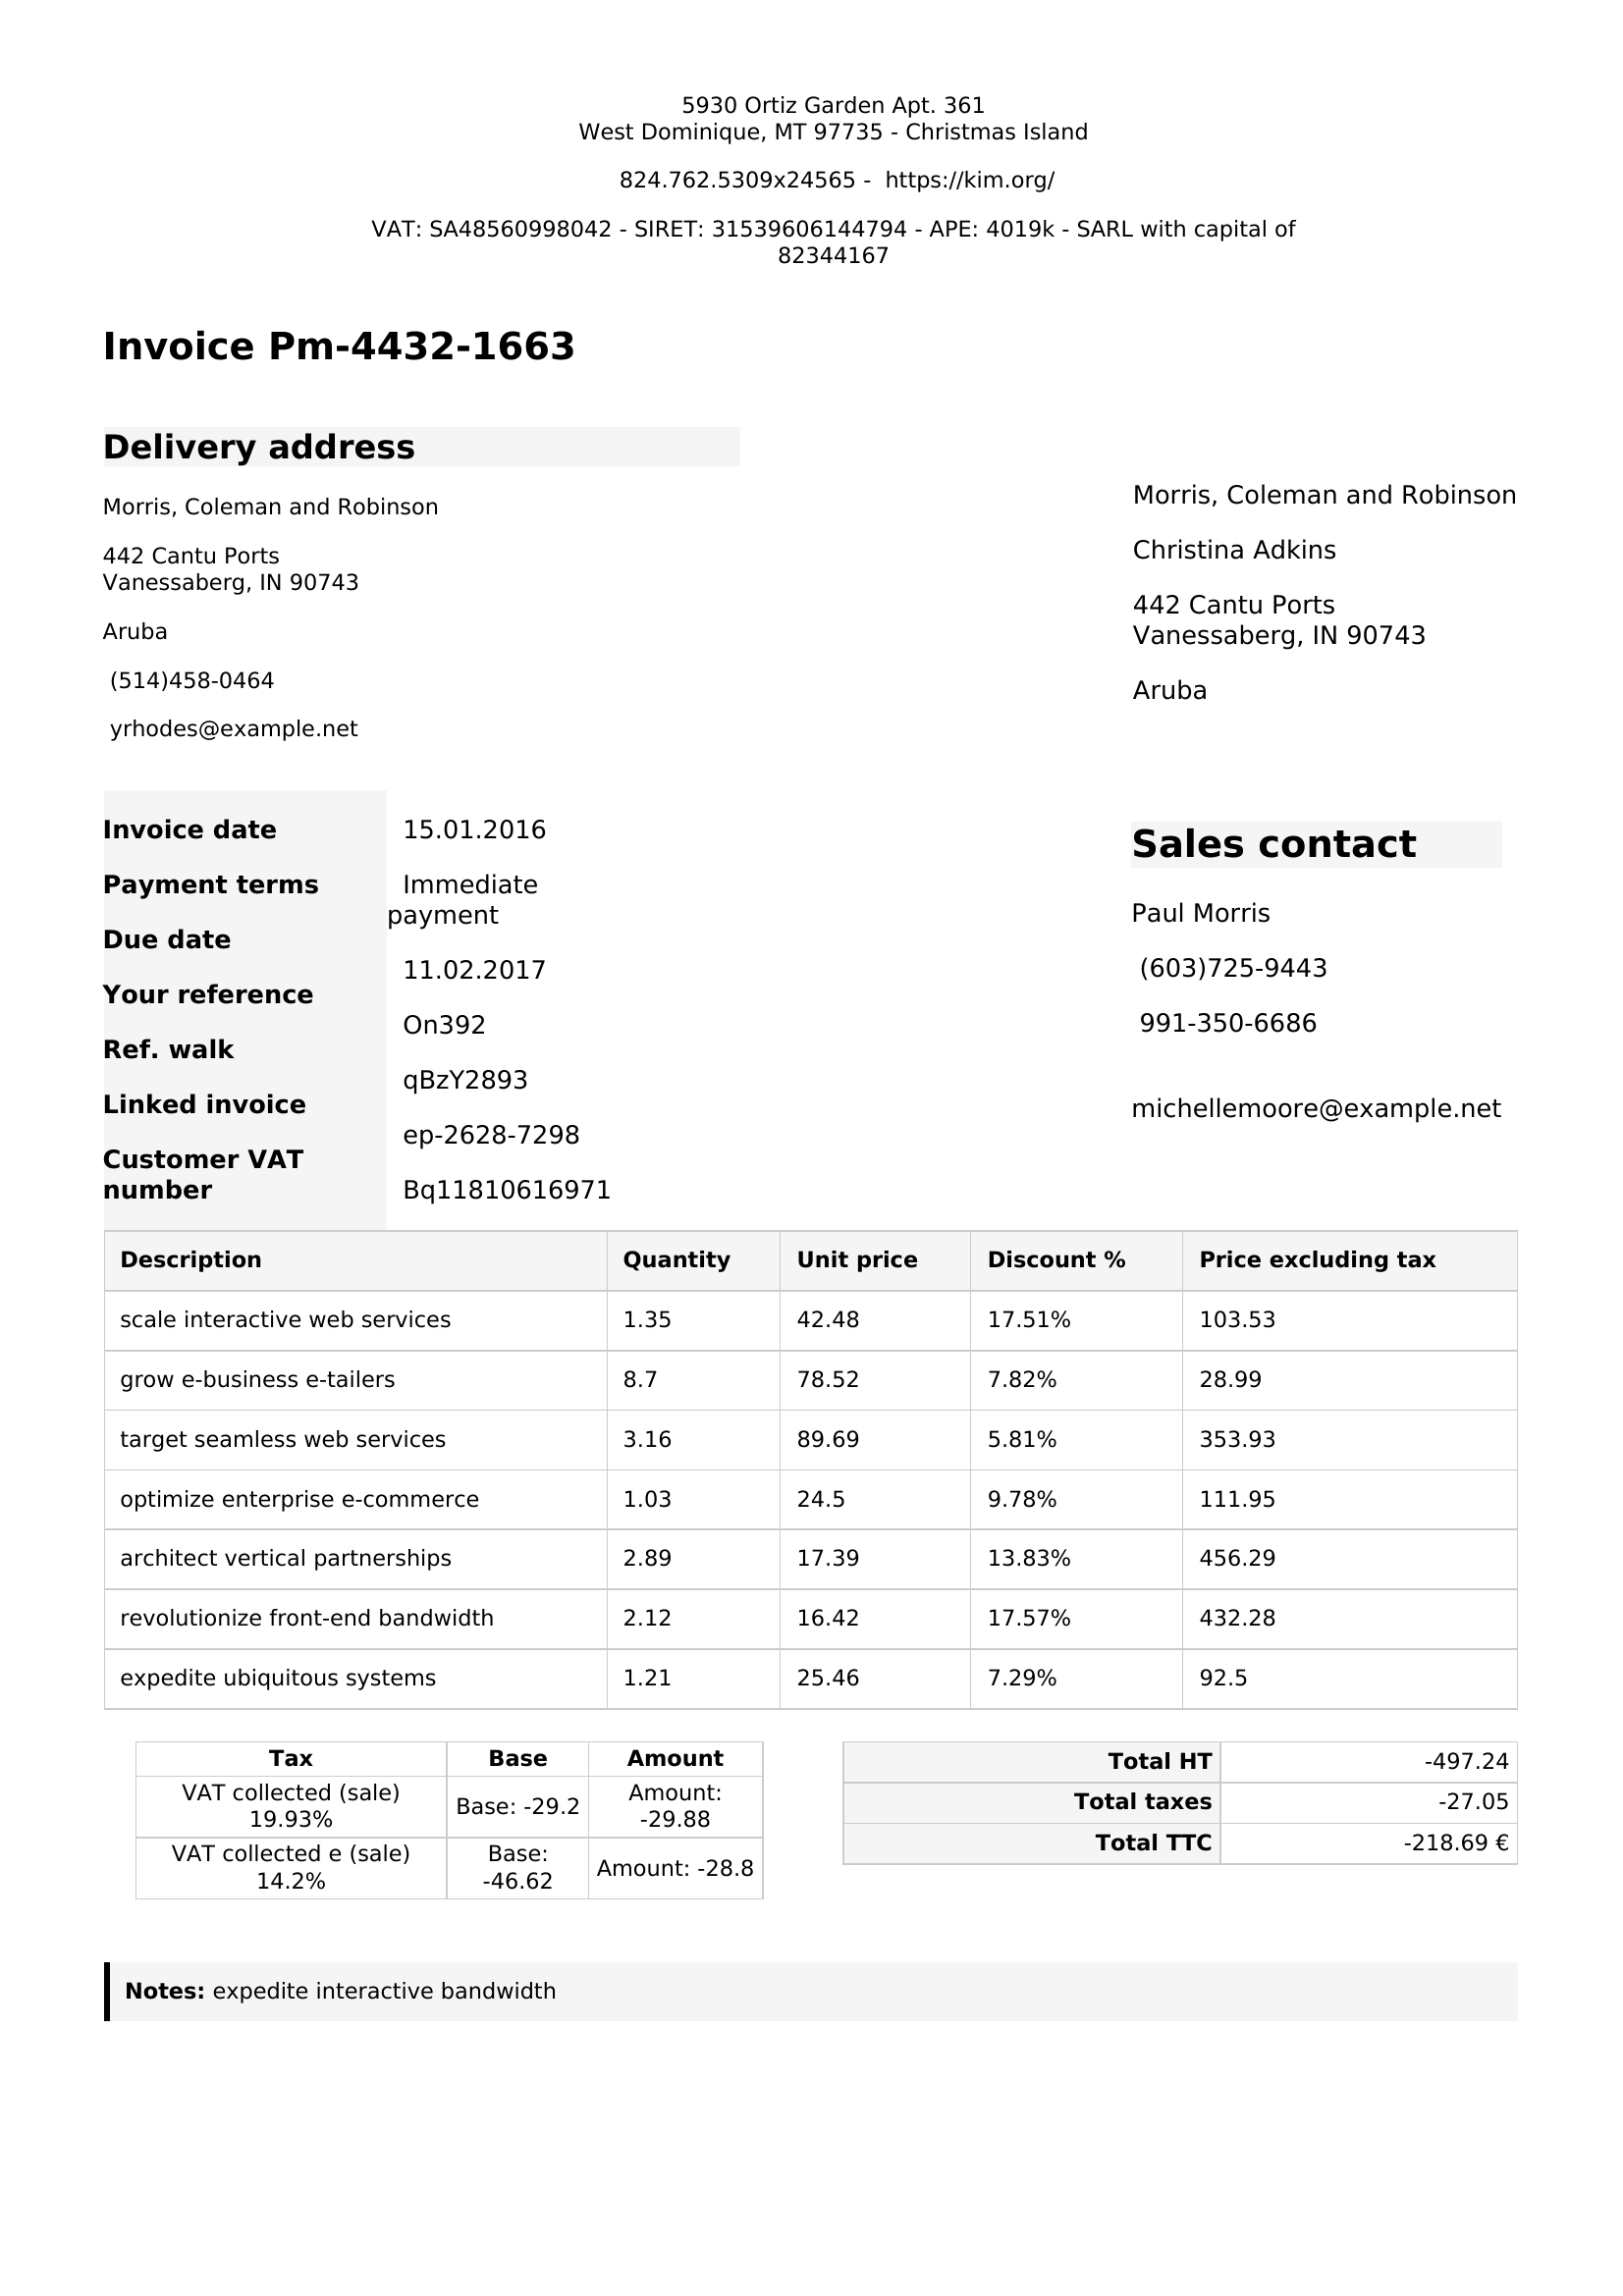 5930 Ortiz Garden Apt. 361
West Dominique, MT 97735 - Christmas Island
824.762.5309x24565 - https://kim.org/
VAT: SA48560998042 - SIRET: 31539606144794 - APE: 4019k - SARL with capital of
82344167
Invoice Pm-4432-1663
Delivery address
Morris, Coleman and Robinson
442 Cantu Ports
Vanessaberg, IN 90743
Aruba
(514)458-0464
yrhodes@example.net
Morris, Coleman and Robinson
Christina Adkins
442 Cantu Ports
Vanessaberg, IN 90743
Aruba
Invoice date
Payment terms
Due date
Your reference
Ref. walk
Linked invoice
Customer VAT
number
15.01.2016
Immediate
payment
11.02.2017
On392
qBzY2893
ep-2628-7298
Bq11810616971
Sales contact
Paul Morris
(603)725-9443
991-350-6686
michellemoore@example.net
Description Quantity Unit price Discount % Price excluding tax
scale interactive web services 1.35 42.48 17.51% 103.53
grow e-business e-tailers 8.7 78.52 7.82% 28.99
target seamless web services 3.16 89.69 5.81% 353.93
optimize enterprise e-commerce 1.03 24.5 9.78% 111.95
architect vertical partnerships 2.89 17.39 13.83% 456.29
revolutionize front-end bandwidth 2.12 16.42 17.57% 432.28
expedite ubiquitous systems 1.21 25.46 7.29% 92.5
Tax Base Amount
VAT collected (sale)
19.93%
Base: -29.2
Amount:
-29.88
VAT collected e (sale)
14.2%
Base:
-46.62
Amount: -28.8
Total HT -497.24
Total taxes -27.05
Total TTC -218.69 €
Notes: expedite interactive bandwidth